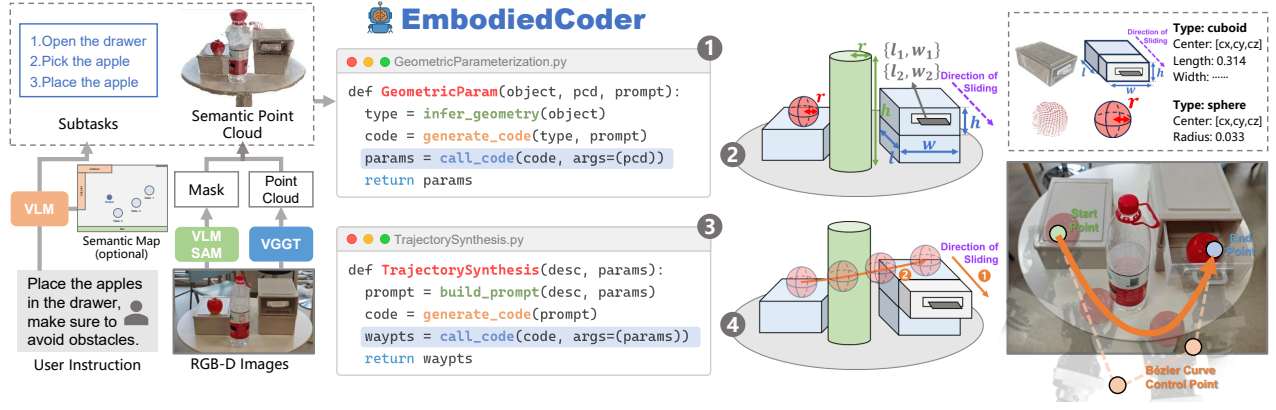 EmbodiedCoder
1.Open the drawer
2.Pick the apple
3.Place the apple
Subtasks
Semantic Point
Cloud
VLM
Semantic Map
(optional)
Mask
Point
Cloud
VLM
SAM
VGGT
Place the apples
in the drawer,
make sure to
avoid obstacles.
User Instruction
RGB-D Images
1
GeometricParameterization.py
def GeometricParam(object, pcd, prompt):
type = infer_geometry(object)
code = generate_code(type, prompt)
params = call_code(code, args=(pcd))
return params
3
TrajectorySynthesis.py
def TrajectorySynthesis(desc, params):
prompt = build_prompt(desc, params)
code = generate_code(prompt)
waypts = call_code(code, args=(params))
return waypts
2
r
{l₁, w₁}
{l₂, w₂}
Direction of
Sliding
r
h
h
l
w
4
Direction of
Sliding
1
2
Direction of
Sliding
l
w
h
Type: cuboid
Center: [cx,cy,cz]
Length: 0.314
Width: ······
r
Type: sphere
Center: [cx,cy,cz]
Radius: 0.033
Start
Point
End
Point
Bézier Curve
Control Point